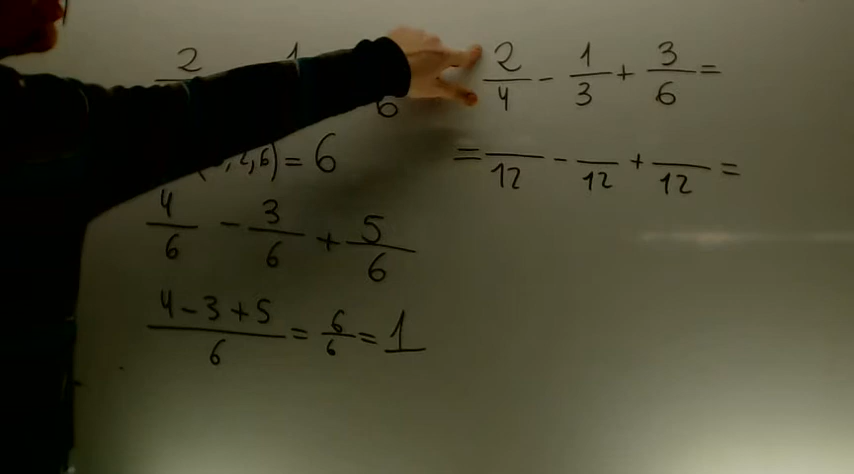 2 1
6
, 2, 6) = 6
4/6 - 3/6 + 5/6
4 - 3 + 5/6 = 6/6 = 1
2/4 - 1/3 + 3/6 =
= /12 - /12 + /12 =